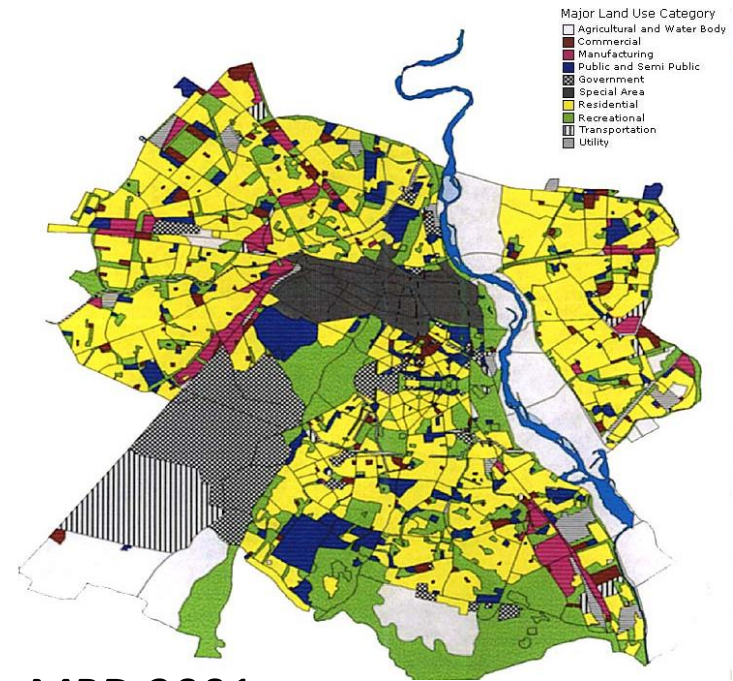 Major Land Use Category
Agricultural and Water Body
Commercial
Manufacturing
Public and Semi Public
Government
Special Area
Residential
Recreational
Transportation
Utility